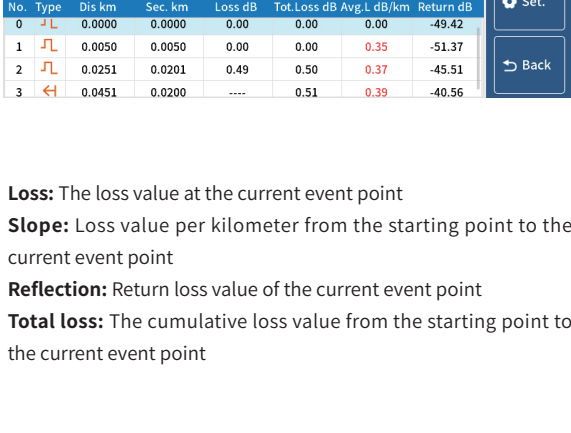 No. Type Dis km Sec. km Loss dB Tot.Loss dB Avg.L dB/km Return dB
0 0.0000 0.0000 0.00 0.00 0.00 -49.42
1 0.0050 0.0050 0.00 0.00 0.35 -51.37
2 0.0251 0.0201 0.49 0.50 0.37 -45.51
3 0.0451 0.0200 ---- 0.51 0.39 -40.56
Set.
Back
Loss: The loss value at the current event point
Slope: Loss value per kilometer from the starting point to the
current event point
Reflection: Return loss value of the current event point
Total loss: The cumulative loss value from the starting point to
the current event point